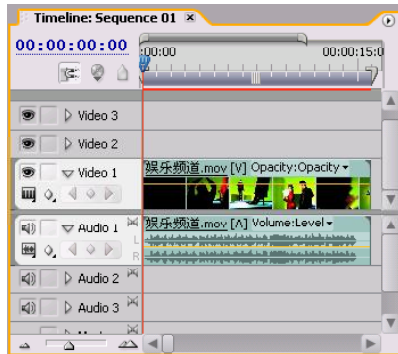 Timeline: Sequence 01
00:00:00:00
:00:00
00:00:15:0
Video 3
Video 2
Video 1
娱乐频道.mov [V] Opacity:Opacity
Audio 1
娱乐频道.mov [A] Volume:Level
L
R
Audio 2
Audio 3